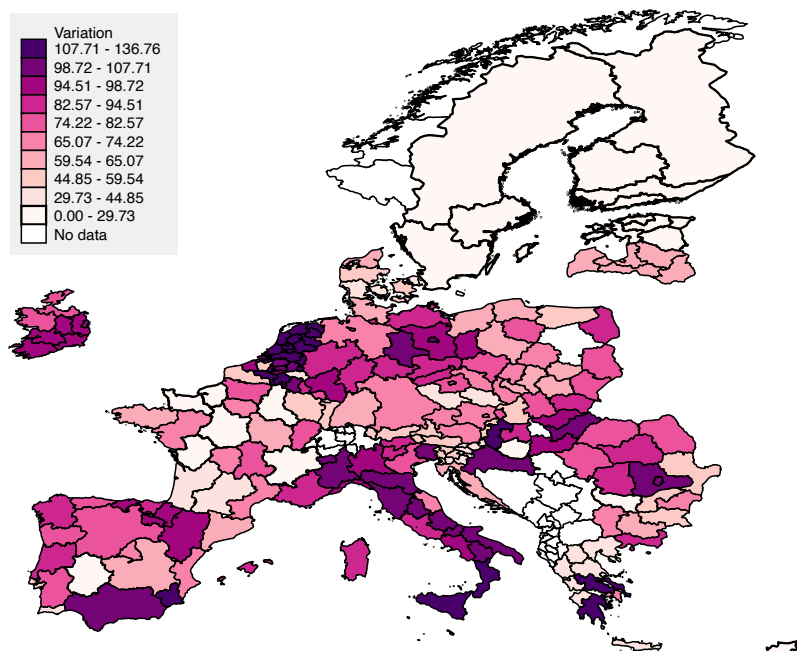 Variation
107.71 - 136.76
98.72 - 107.71
94.51 - 98.72
82.57 - 94.51
74.22 - 82.57
65.07 - 74.22
59.54 - 65.07
44.85 - 59.54
29.73 - 44.85
0.00 - 29.73
No data